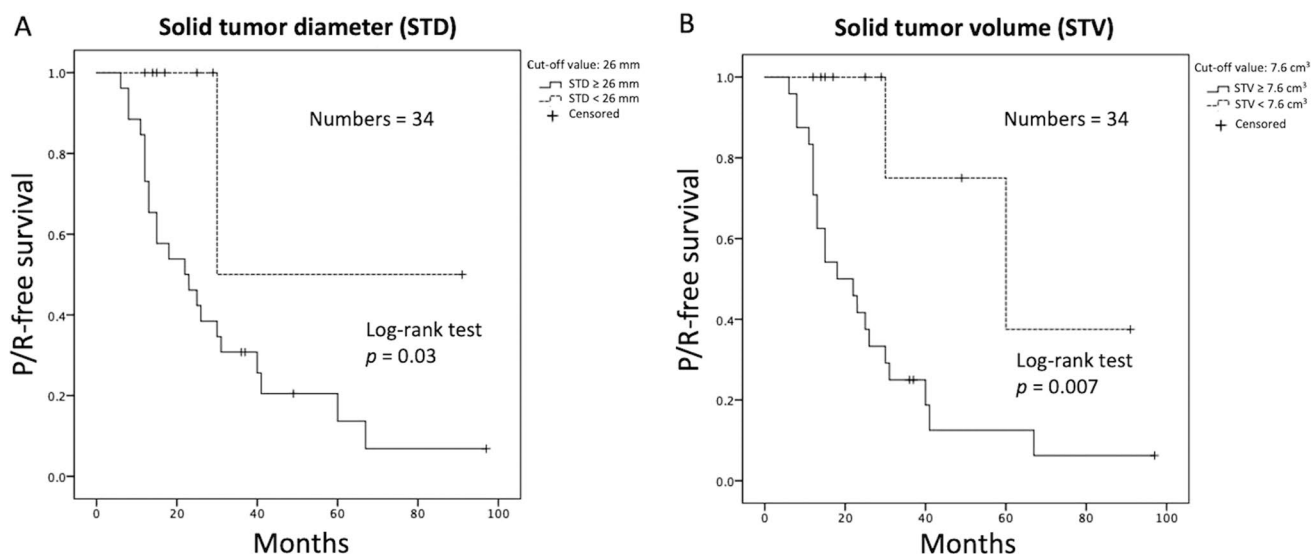 A
Solid tumor diameter (STD)
Cut-off value: 26 mm
STD ≥ 26 mm
STD < 26 mm
Censored
Numbers = 34
Log-rank test
p = 0.03
P/R-free survival
1.0
0.8
0.6
0.4
0.2
0.0
0 20 40 60 80 100
Months
B
Solid tumor volume (STV)
Cut-off value: 7.6 cm³
STV ≥ 7.6 cm³
STV < 7.6 cm³
Censored
Numbers = 34
Log-rank test
p = 0.007
P/R-free survival
1.0
0.8
0.6
0.4
0.2
0.0
0 20 40 60 80 100
Months